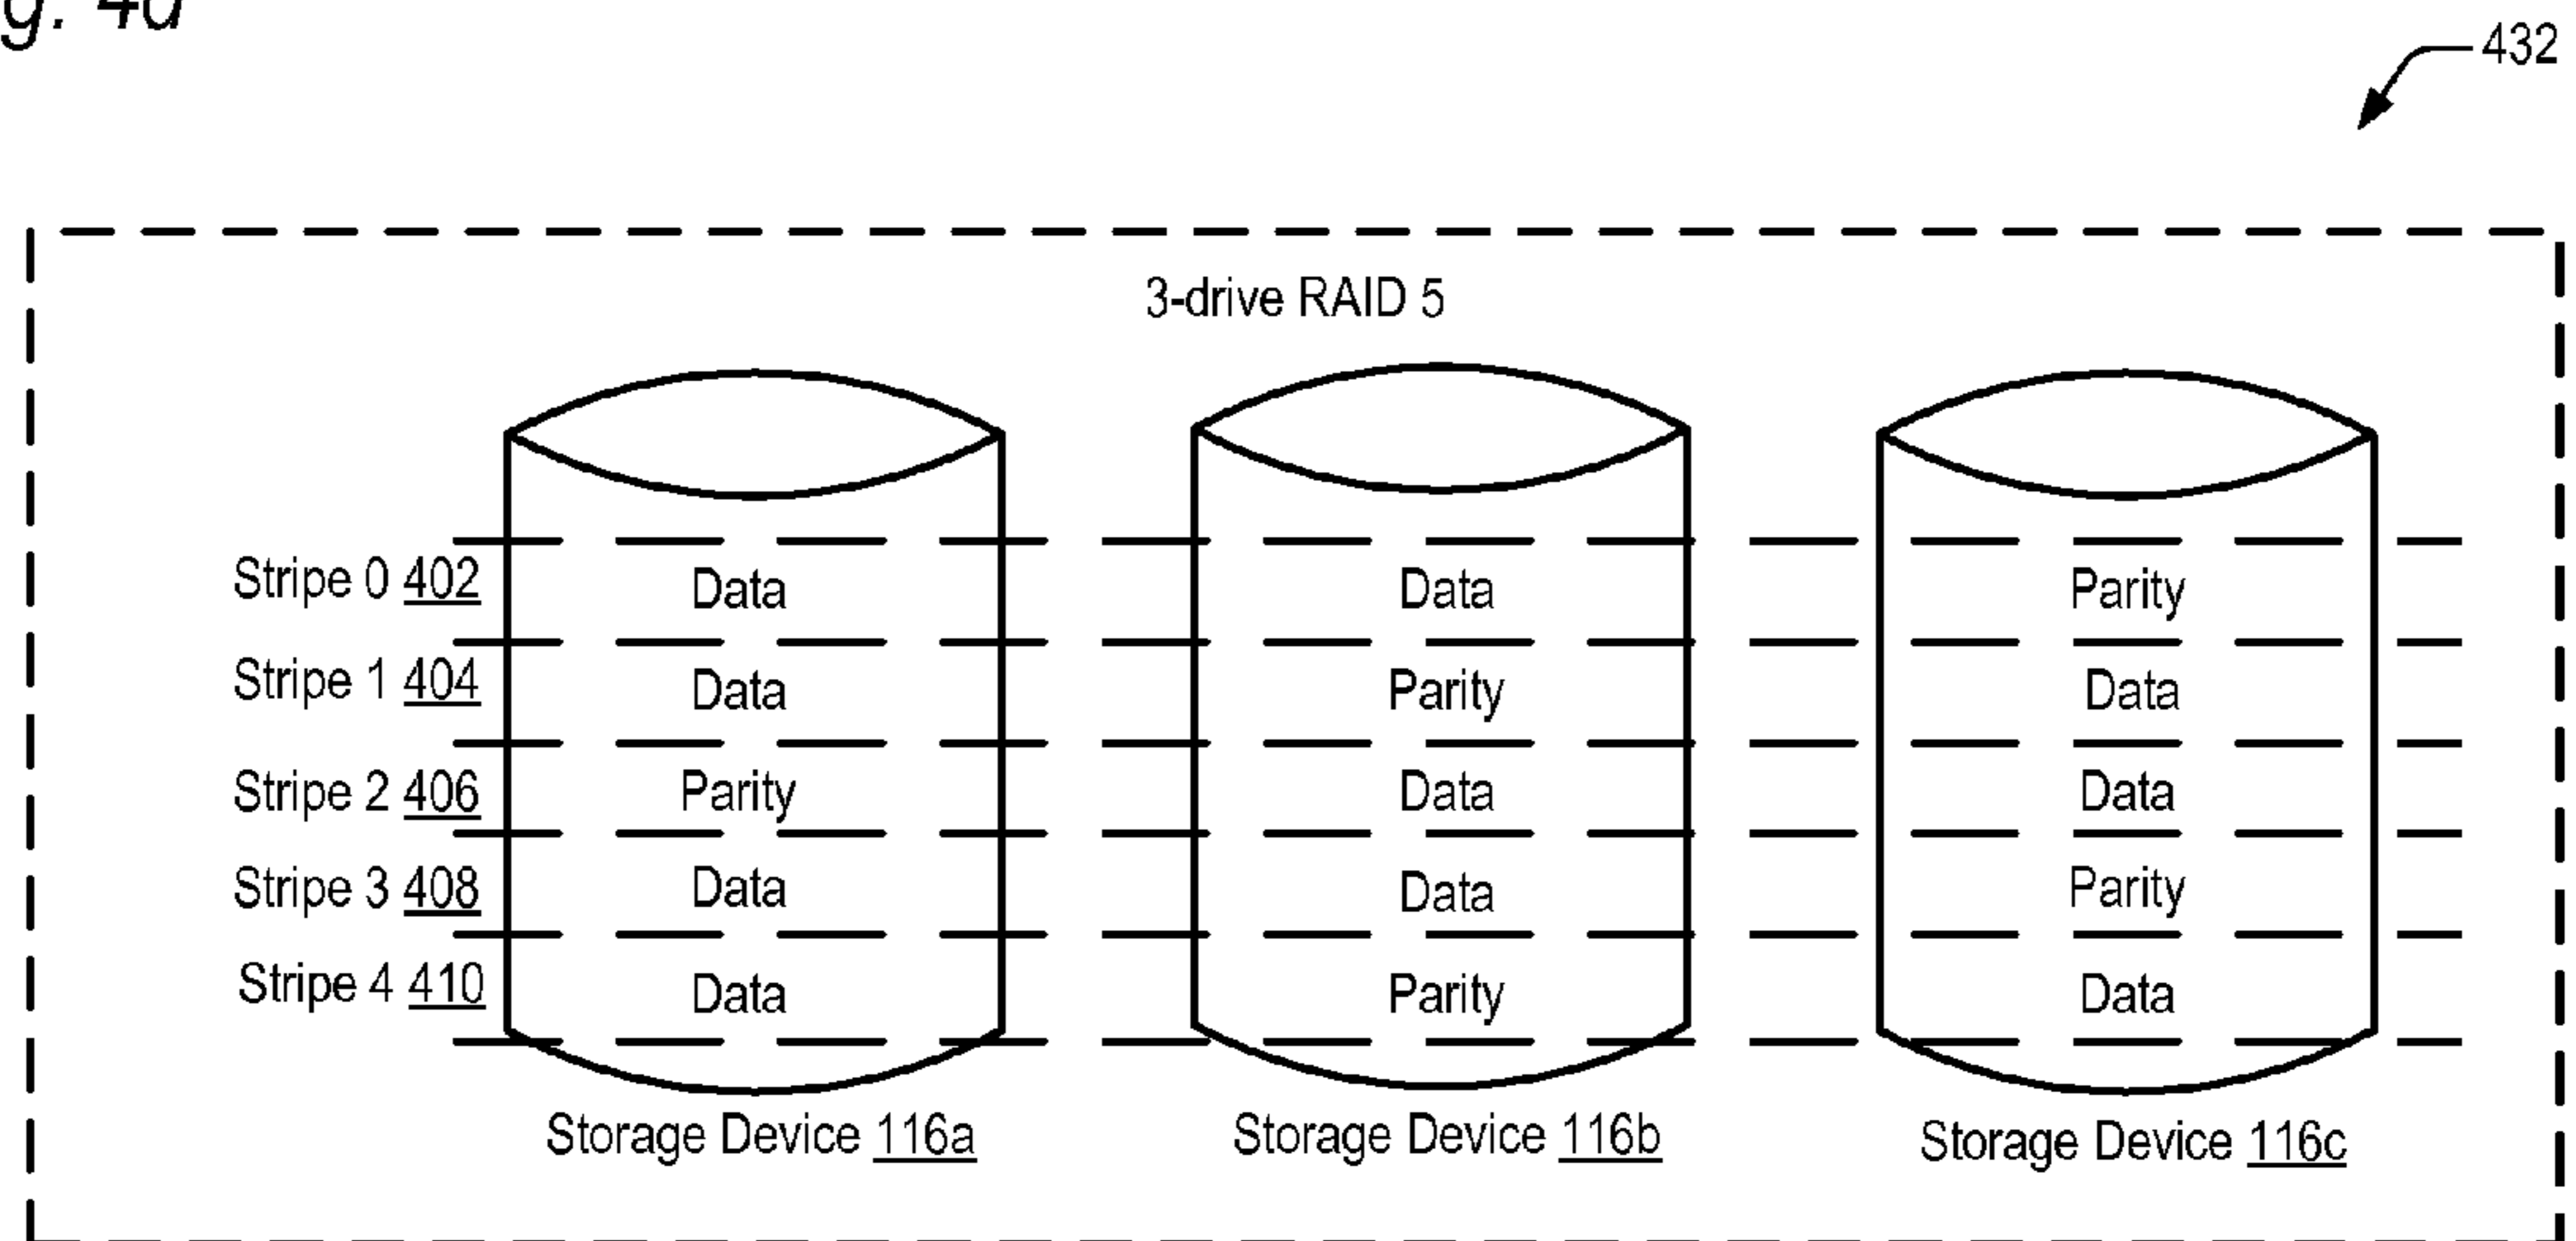 g. 4a
432
3-drive RAID 5
Stripe 0 402 Data Data Parity
Stripe 1 404 Data Parity Data
Stripe 2 406 Parity Data Data
Stripe 3 408 Data Data Parity
Stripe 4 410 Data Parity Data
Storage Device 116a Storage Device 116b Storage Device 116c